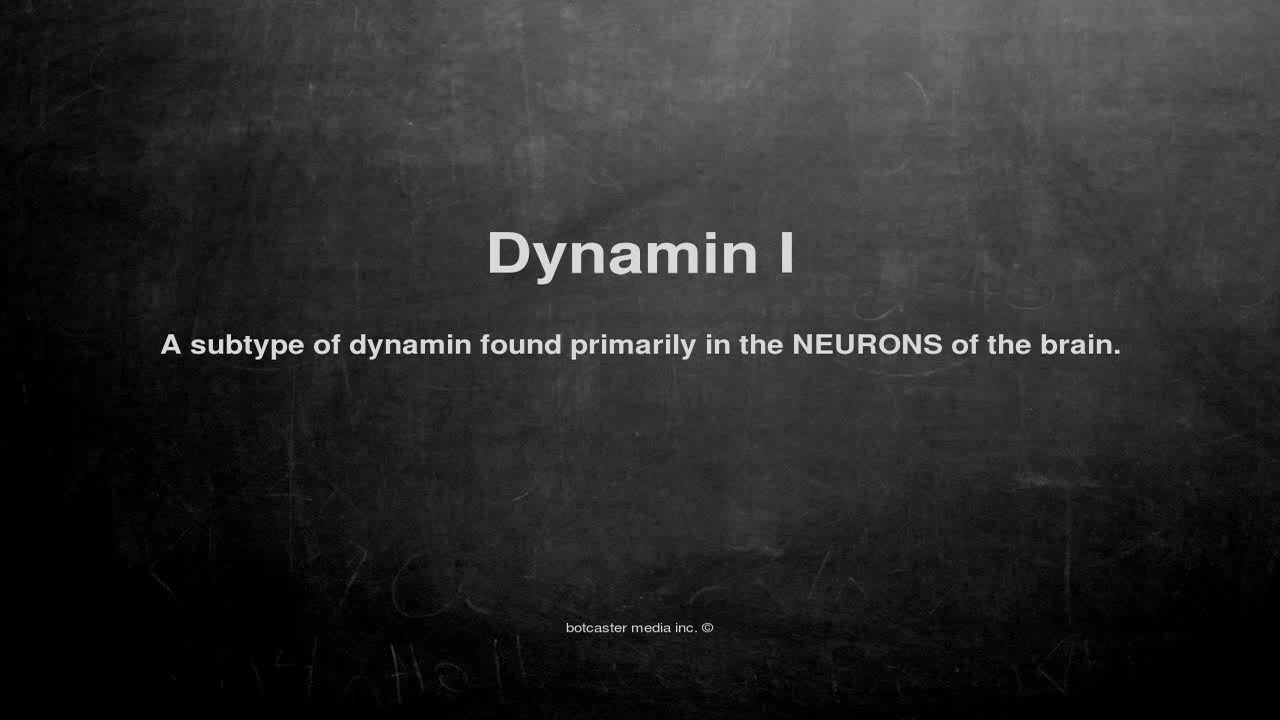 Dynamin I
A subtype of dynamin found primarily in the NEURONS of the brain.
botcaster media inc. ©